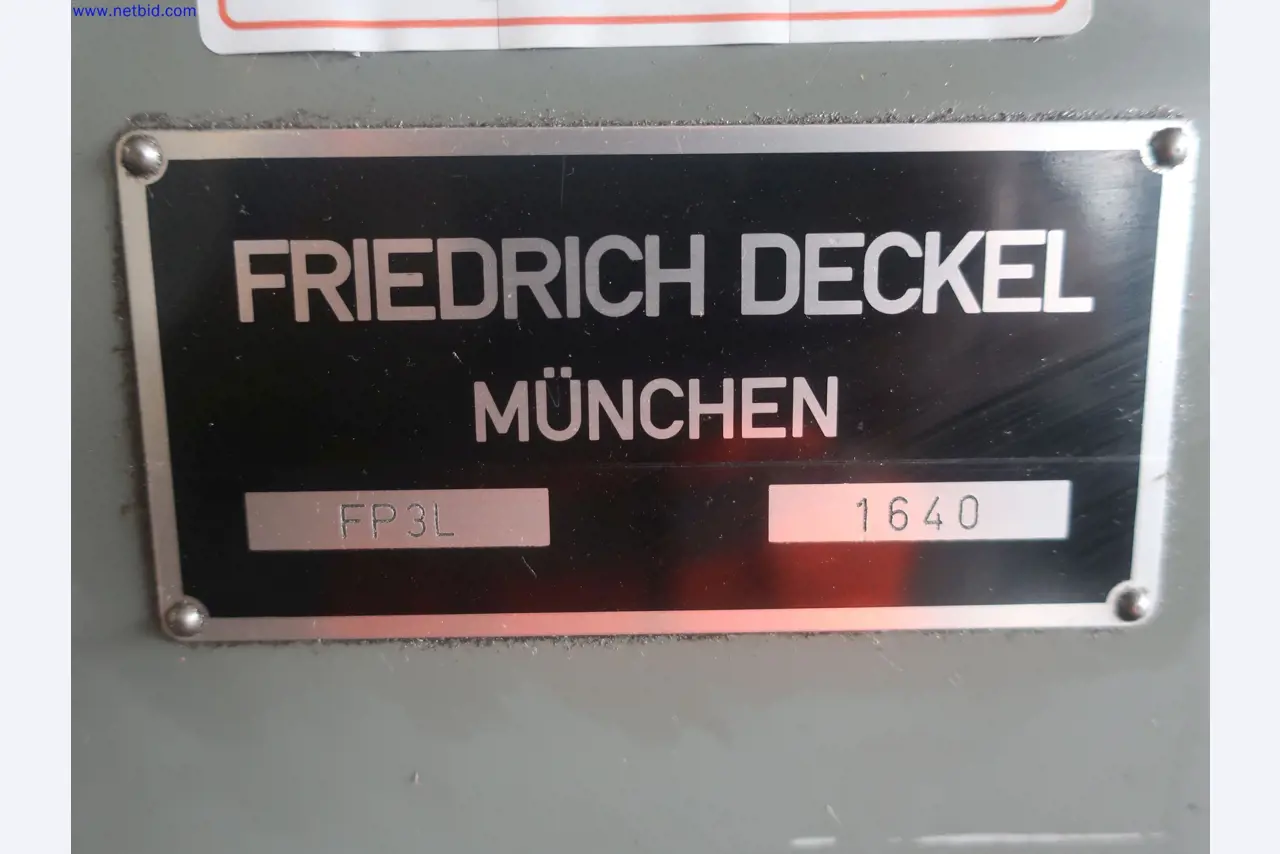 www.netbid.com
FRIEDRICH DECKEL
MÜNCHEN
FP3L 1640